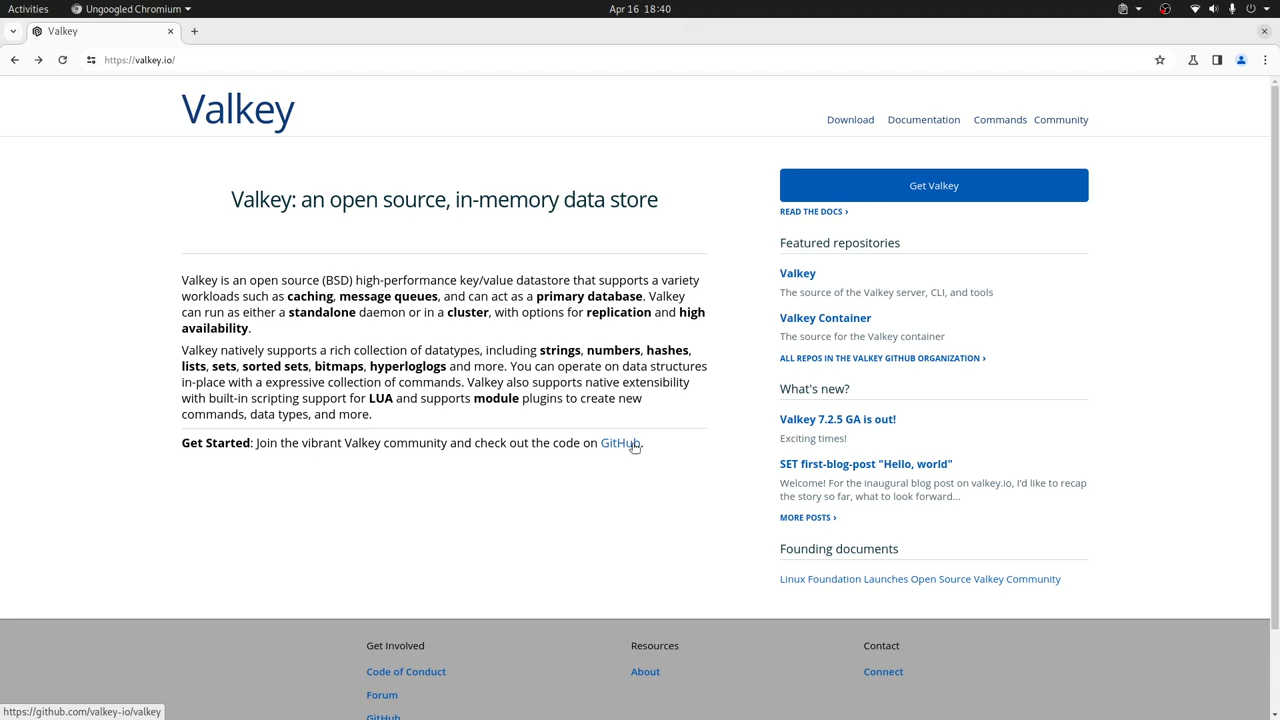 Activities
Ungoogled Chromium
Apr 16 18:40
Valkey
https://valkey.io/
Valkey
Download Documentation Commands Community
Valkey: an open source, in-memory data store
Valkey is an open source (BSD) high-performance key/value datastore that supports a variety
workloads such as caching, message queues, and can act as a primary database. Valkey
can run as either a standalone daemon or in a cluster, with options for replication and high
availability.
Valkey natively supports a rich collection of datatypes, including strings, numbers, hashes,
lists, sets, sorted sets, bitmaps, hyperloglogs and more. You can operate on data structures
in-place with a expressive collection of commands. Valkey also supports native extensibility
with built-in scripting support for LUA and supports module plugins to create new
commands, data types, and more.
Get Started: Join the vibrant Valkey community and check out the code on GitHub.
Get Valkey
READ THE DOCS ›
Featured repositories
Valkey
The source of the Valkey server, CLI, and tools
Valkey Container
The source for the Valkey container
ALL REPOS IN THE VALKEY GITHUB ORGANIZATION ›
What's new?
Valkey 7.2.5 GA is out!
Exciting times!
SET first-blog-post "Hello, world"
Welcome! For the inaugural blog post on valkey.io, I'd like to recap
the story so far, what to look forward...
MORE POSTS ›
Founding documents
Linux Foundation Launches Open Source Valkey Community
Get Involved
Code of Conduct
Forum
GitHub
Resources
About
Contact
Connect
https://github.com/valkey-io/valkey